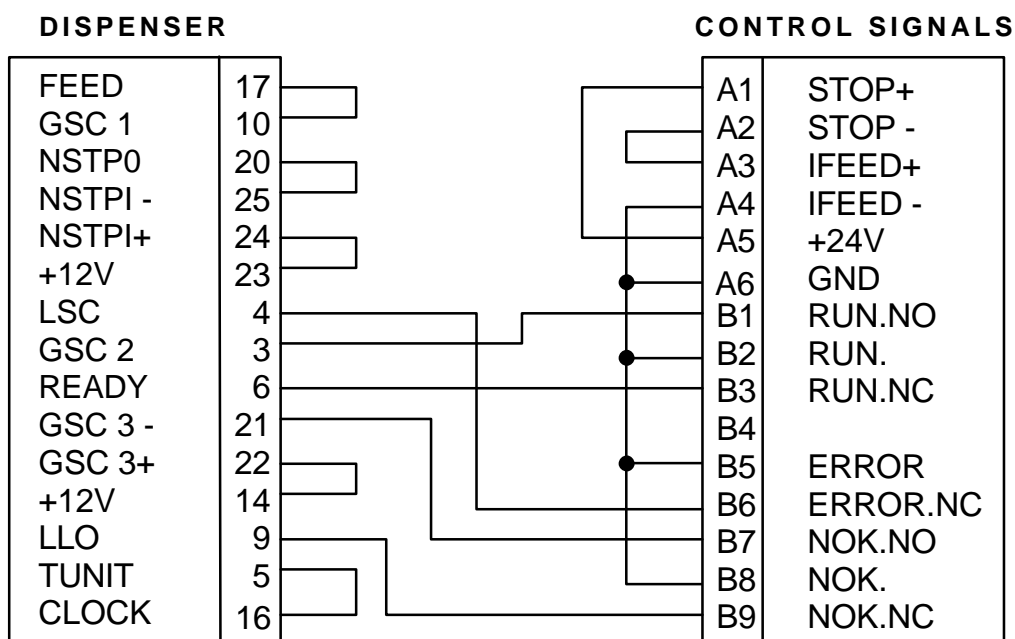 DISPENSER
FEED 17
GSC 1 10
NSTP0 20
NSTPI - 25
NSTPI+ 24
+12V 23
LSC 4
GSC 2 3
READY 6
GSC 3 - 21
GSC 3+ 22
+12V 14
LLO 9
TUNIT 5
CLOCK 16
CONTROL SIGNALS
A1 STOP+
A2 STOP -
A3 IFEED+
A4 IFEED -
A5 +24V
A6 GND
B1 RUN.NO
B2 RUN.
B3 RUN.NC
B4
B5 ERROR
B6 ERROR.NC
B7 NOK.NO
B8 NOK.
B9 NOK.NC